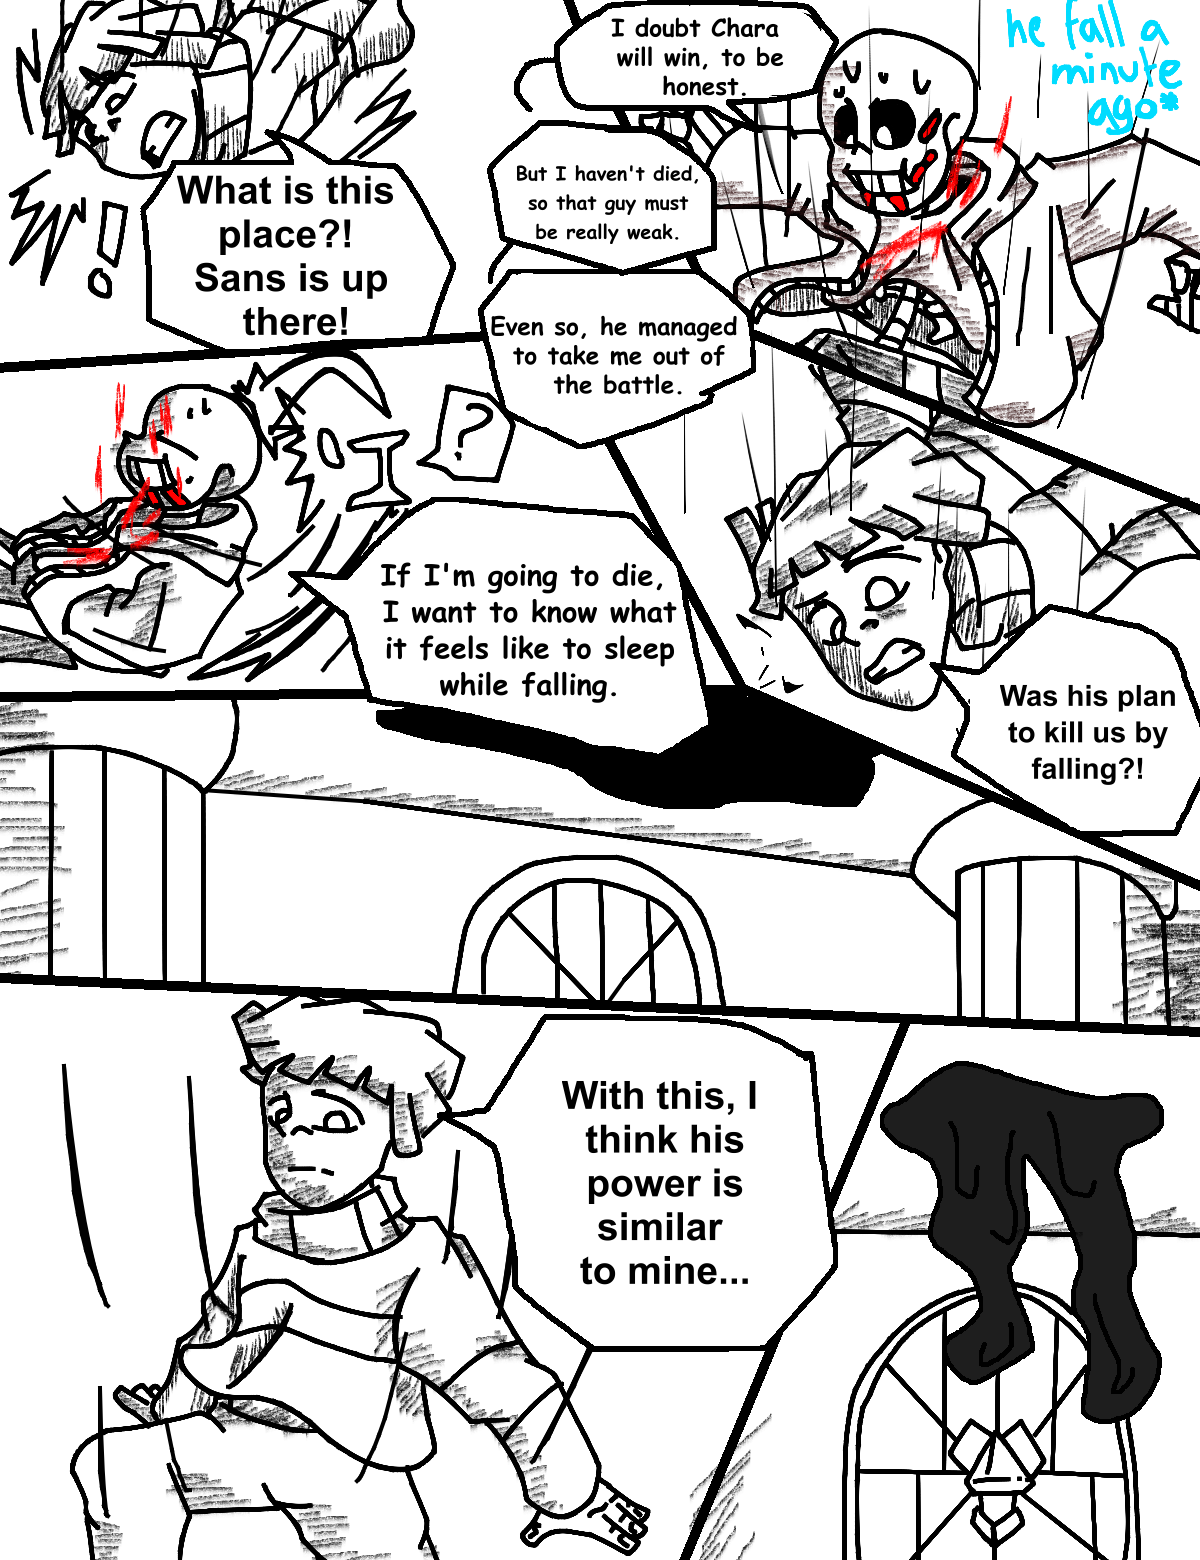 What is this
place?!
Sans is up
there!
I doubt Chara
will win, to be
honest.
he fall a
minute
ago*
But I haven't died,
so that guy must
be really weak.
Even so, he managed
to take me out of
the battle.
?
If I'm going to die,
I want to know what
it feels like to sleep
while falling.
Was his plan
to kill us by
falling?!
With this, I
think his
power is
similar
to mine...